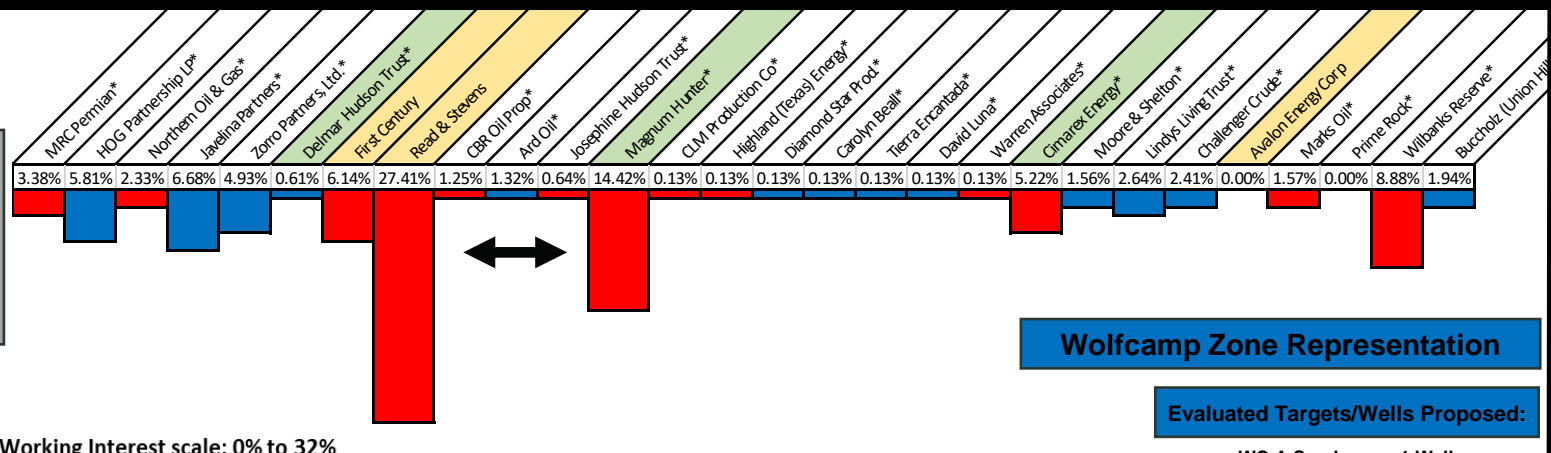 MRC Permian*
HOG Partnership LP*
Northern Oil & Gas*
Javelina Partners*
Zorro Partners, Ltd.*
Delmar Hudson Trust*
First Century
Read & Stevens
CBR Oil Prop*
Ard Oil*
Josephine Hudson Trust*
Magnum Hunter*
CLM Production Co*
Highland (Texas) Energy*
Diamond Star Prod.*
Carolyn Beall*
Tierra Encantada*
David Luna*
Warren Associates*
Cimarex Energy*
Moore & Shelton*
Lindys Living Trust*
Challenger Crude*
Avalon Energy Corp
Marks Oil*
Prime Rock*
Wilbanks Reserve*
Buccholz (Union Hill
3.38% 5.81% 2.33% 6.68% 4.93% 0.61% 6.14% 27.41% 1.25% 1.32% 0.64% 14.42% 0.13% 0.13% 0.13% 0.13% 0.13% 0.13% 0.13% 5.22% 1.56% 2.64% 2.41% 0.00% 1.57% 0.00% 8.88% 1.94%
Wolfcamp Zone Representation
Evaluated Targets/Wells Proposed:
Working Interest scale: 0% to 32%